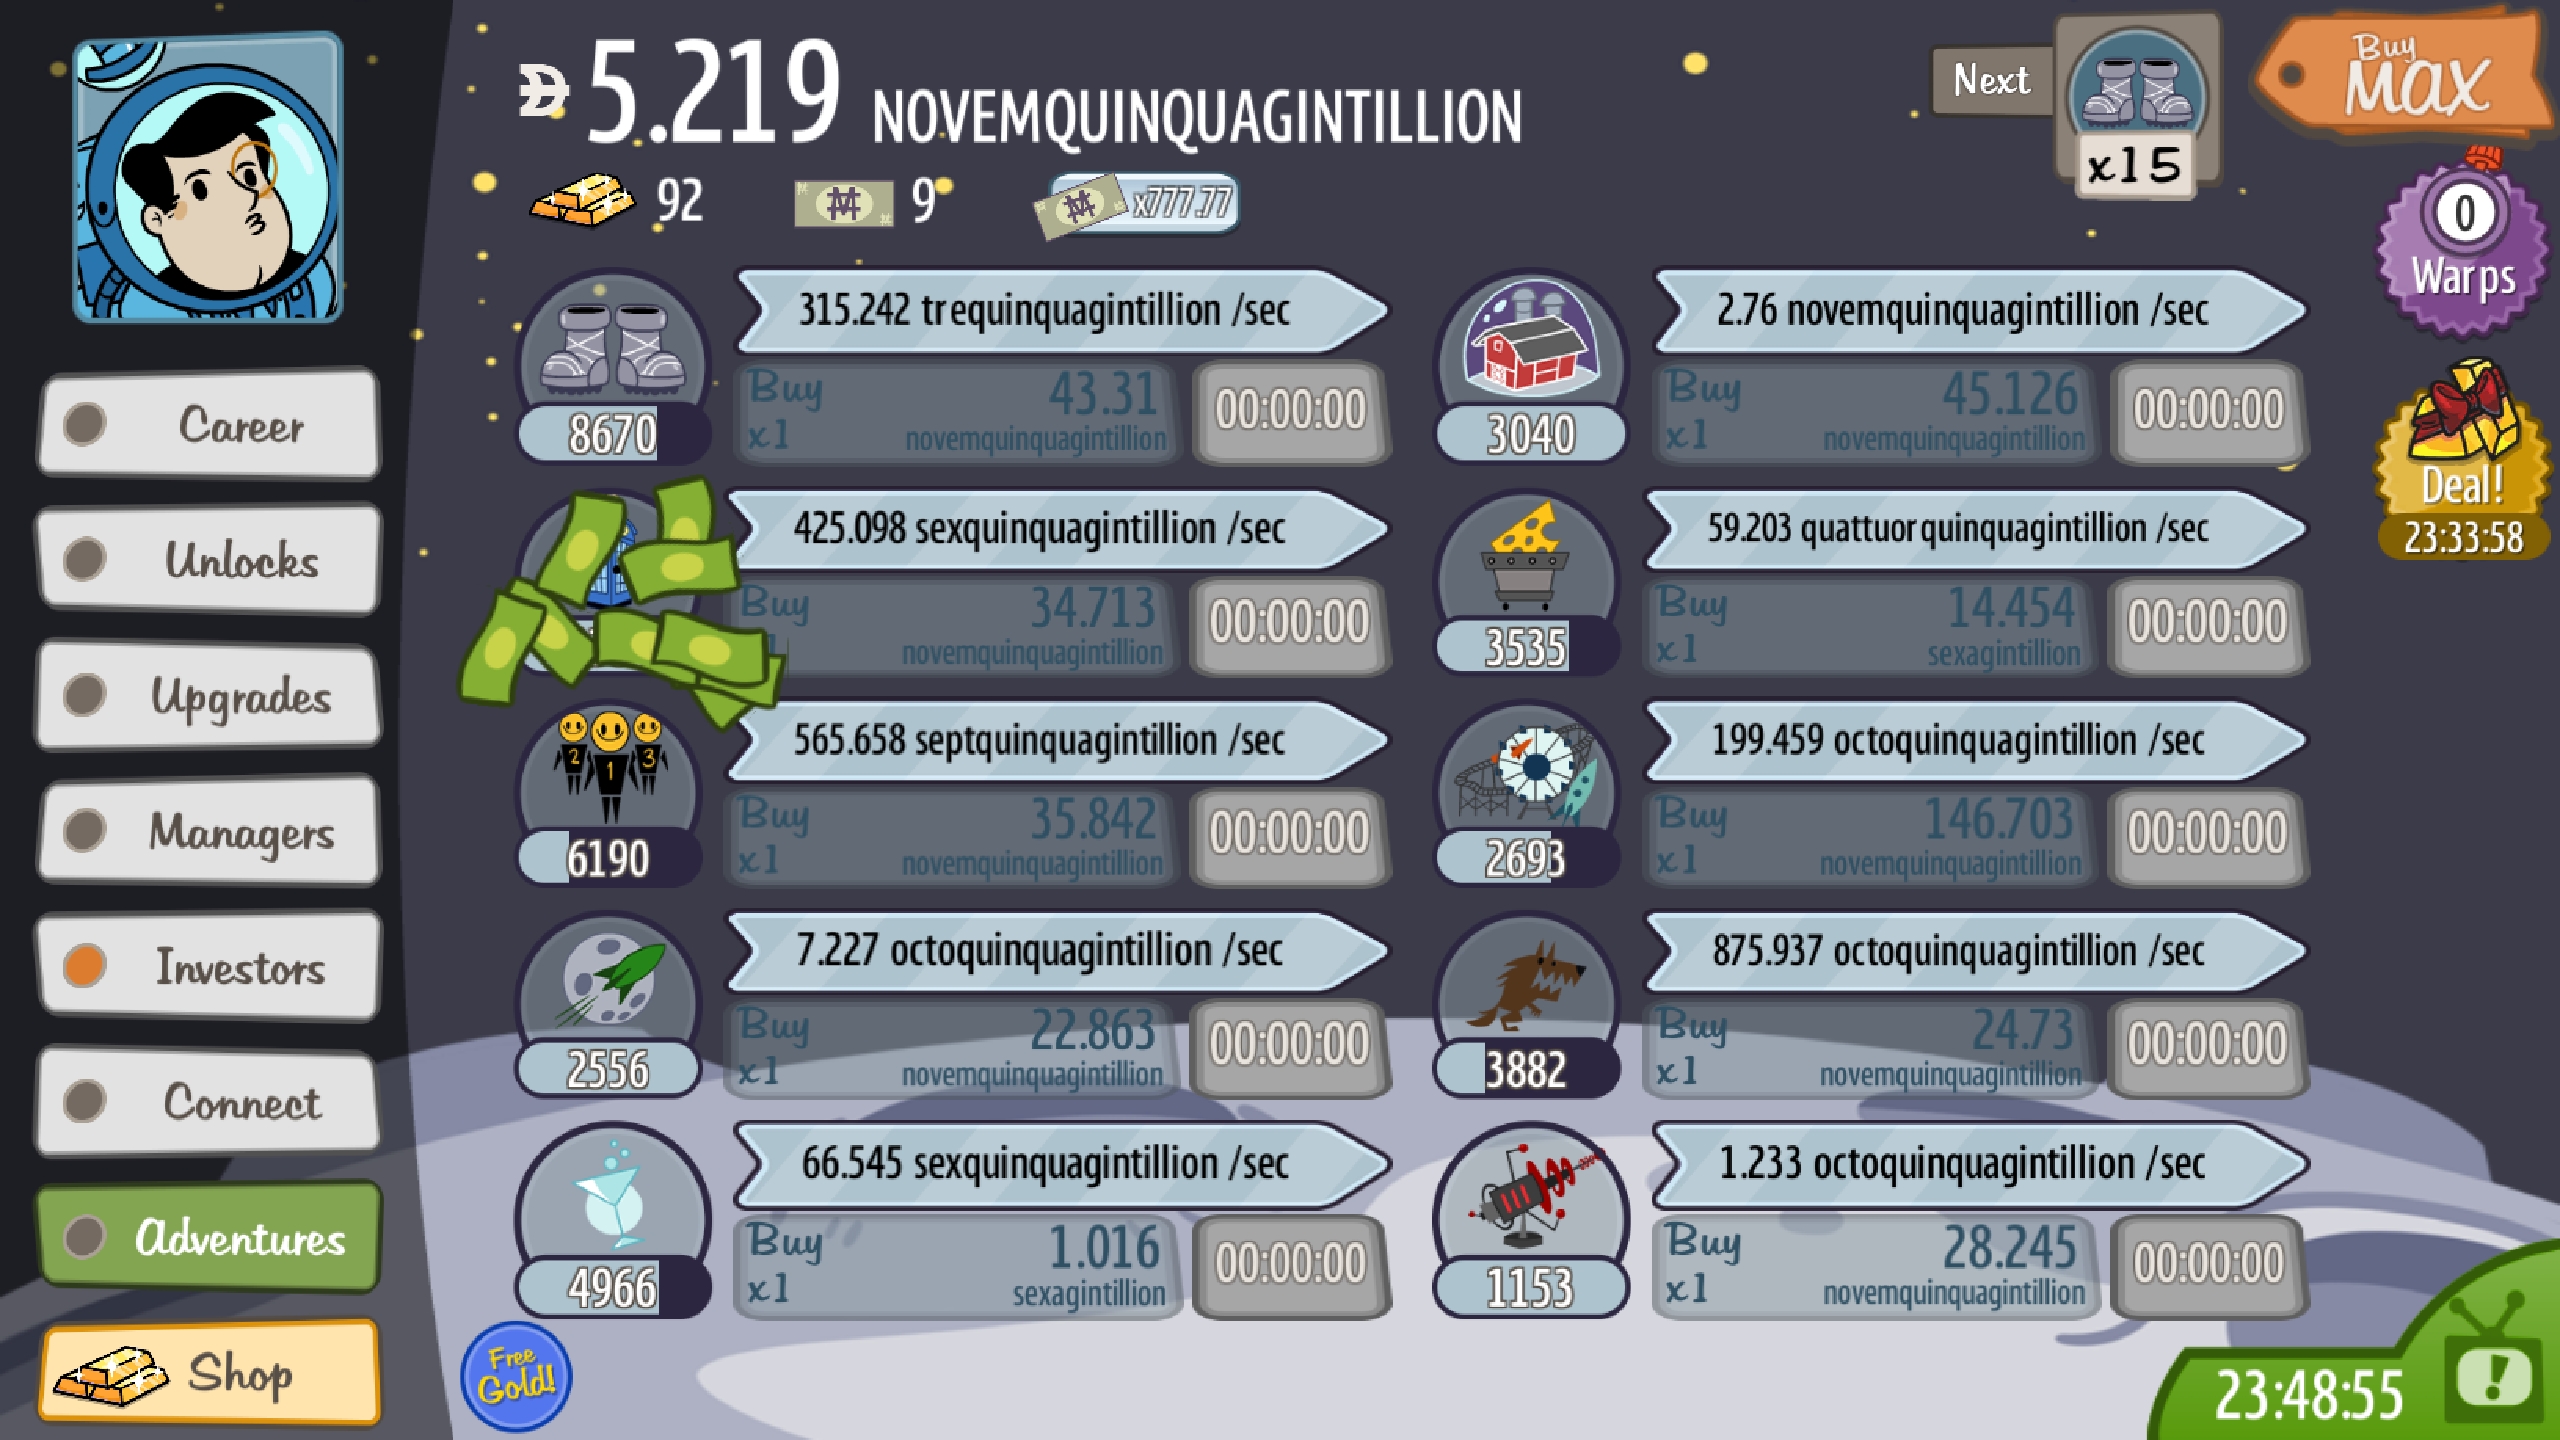 5.219 NOVEMQUINQUAGINTILLION
Next
x15
Buy
MAX
92
9
x777.77
0
Warps
Deal!
23:33:58
Career
Unlocks
Upgrades
Managers
Investors
Connect
Adventures
Shop
315.242 trequinquagintillion /sec
Buy
x1
43.31
novemquinquagintillion
00:00:00
8670
425.098 sexquinquagintillion /sec
Buy
34.713
novemquinquagintillion
00:00:00
2 1 3
565.658 septquinquagintillion /sec
Buy
x1
35.842
novemquinquagintillion
00:00:00
6190
7.227 octoquinquagintillion /sec
Buy
x1
22.863
novemquinquagintillion
00:00:00
2556
66.545 sexquinquagintillion /sec
Buy
x1
1.016
sexagintillion
00:00:00
4966
2.76 novemquinquagintillion /sec
Buy
x1
45.126
novemquinquagintillion
00:00:00
3040
59.203 quattuorquinquagintillion /sec
Buy
x1
14.454
sexagintillion
00:00:00
3535
199.459 octoquinquagintillion /sec
Buy
x1
146.703
novemquinquagintillion
00:00:00
2693
875.937 octoquinquagintillion /sec
Buy
x1
24.73
novemquinquagintillion
00:00:00
3882
1.233 octoquinquagintillion /sec
Buy
x1
28.245
novemquinquagintillion
00:00:00
1153
Free
Gold!
23:48:55
!